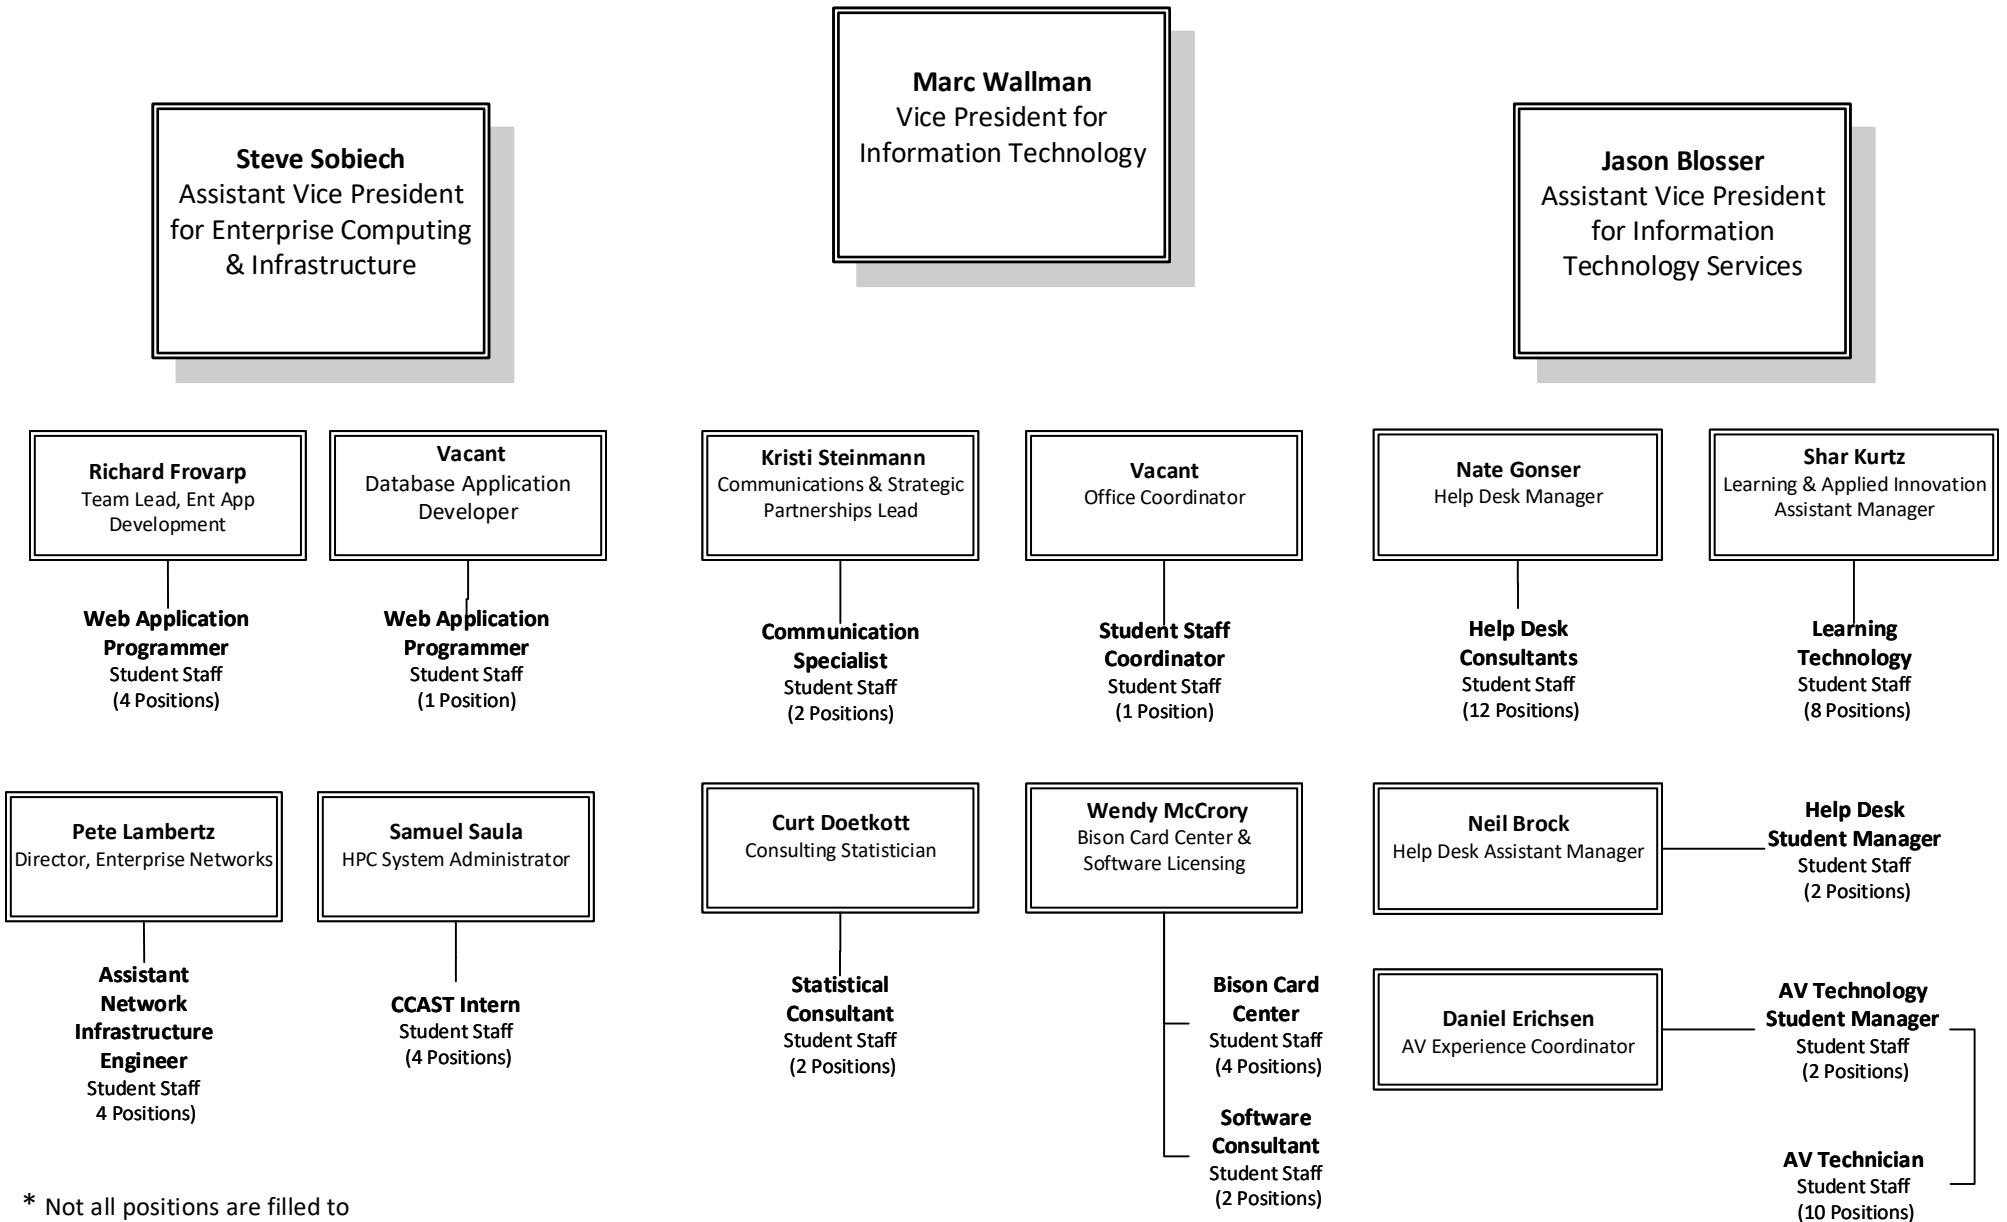 Marc Wallman
Vice President for
Information Technology
Steve Sobiech
Assistant Vice President
for Enterprise Computing
& Infrastructure
Jason Blosser
Assistant Vice President
for Information
Technology Services
Richard Frovarp
Team Lead, Ent App
Development
Web Application
Programmer
Student Staff
(4 Positions)
Vacant
Database Application
Developer
Web Application
Programmer
Student Staff
(1 Position)
Kristi Steinmann
Communications & Strategic
Partnerships Lead
Communication
Specialist
Student Staff
(2 Positions)
Vacant
Office Coordinator
Student Staff
Coordinator
Student Staff
(1 Position)
Nate Gonser
Help Desk Manager
Help Desk
Consultants
Student Staff
(12 Positions)
Shar Kurtz
Learning & Applied Innovation
Assistant Manager
Learning
Technology
Student Staff
(8 Positions)
Pete Lambertz
Director, Enterprise Networks
Assistant
Network
Infrastructure
Engineer
Student Staff
4 Positions)
Samuel Saula
HPC System Administrator
CCAST Intern
Student Staff
(4 Positions)
Curt Doetkott
Consulting Statistician
Statistical
Consultant
Student Staff
(2 Positions)
Wendy McCrory
Bison Card Center &
Software Licensing
Bison Card
Center
Student Staff
(4 Positions)
Software
Consultant
Student Staff
(2 Positions)
Neil Brock
Help Desk Assistant Manager
Help Desk
Student Manager
Student Staff
(2 Positions)
Daniel Erichsen
AV Experience Coordinator
AV Technology
Student Manager
Student Staff
(2 Positions)
AV Technician
Student Staff
(10 Positions)
* Not all positions are filled to